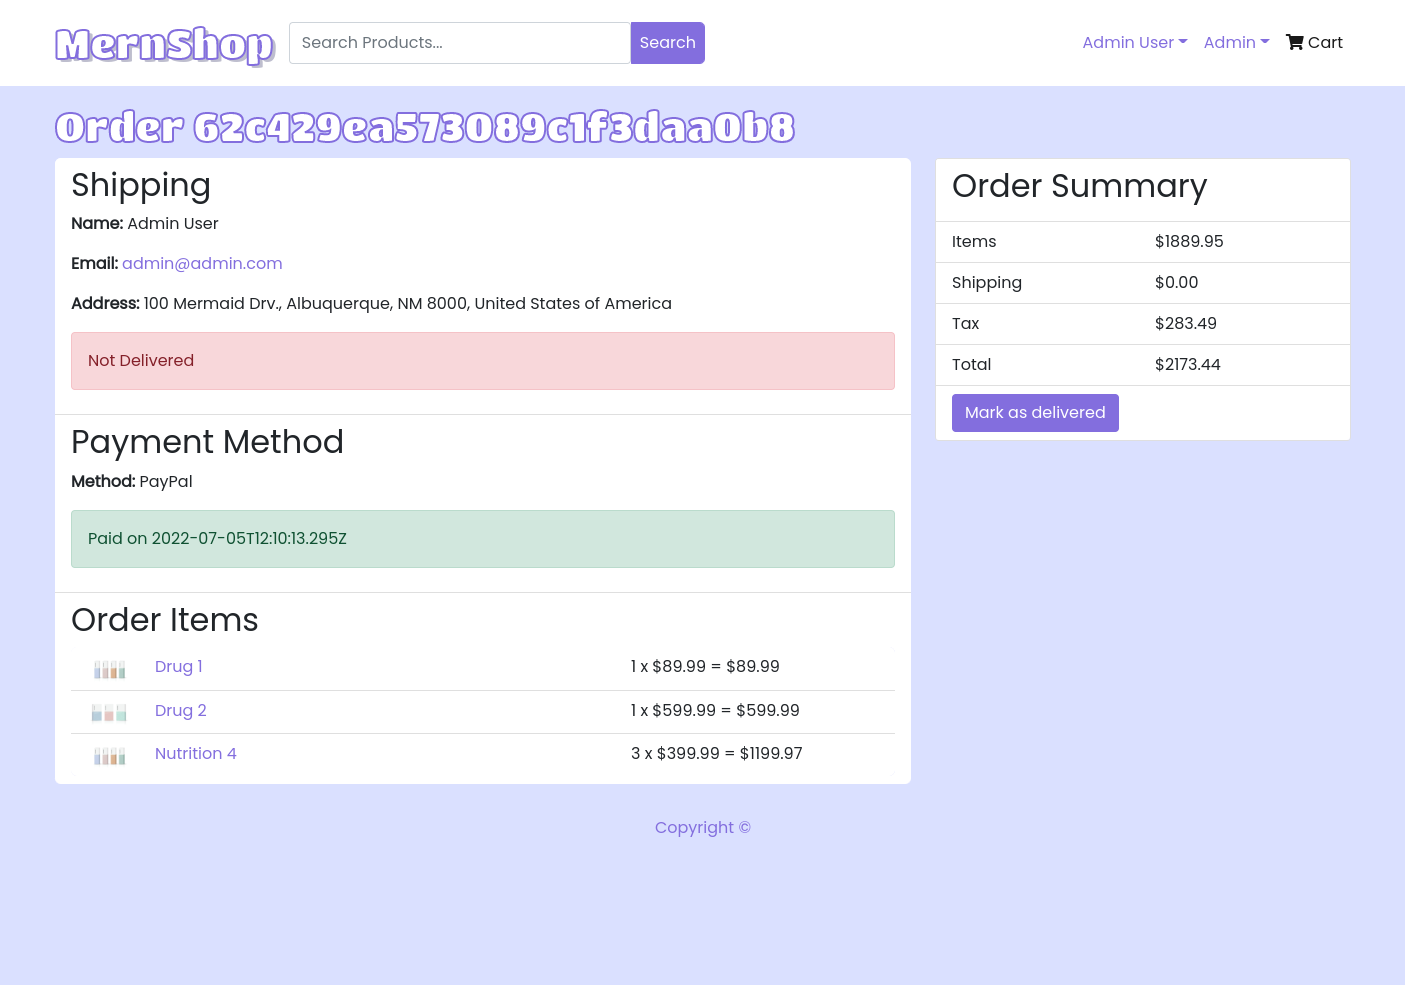 MernShop
Search Products...
Search
Admin User
Admin
Cart
Order 62c429ea573089c1f3daa0b8
Shipping
Name: Admin User
Email: admin@admin.com
Address: 100 Mermaid Drv., Albuquerque, NM 8000, United States of America
Not Delivered
Payment Method
Method: PayPal
Paid on 2022-07-05T12:10:13.295Z
Order Items
Drug 1 1 x $89.99 = $89.99
Drug 2 1 x $599.99 = $599.99
Nutrition 4 3 x $399.99 = $1199.97
Order Summary
Items $1889.95
Shipping $0.00
Tax $283.49
Total $2173.44
Mark as delivered
Copyright ©